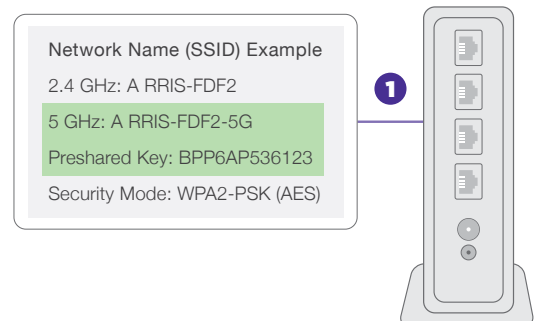 Network Name (SSID) Example
2.4 GHz: A RRIS-FDF2
5 GHz: A RRIS-FDF2-5G
Preshared Key: BPP6AP536123
Security Mode: WPA2-PSK (AES)
1